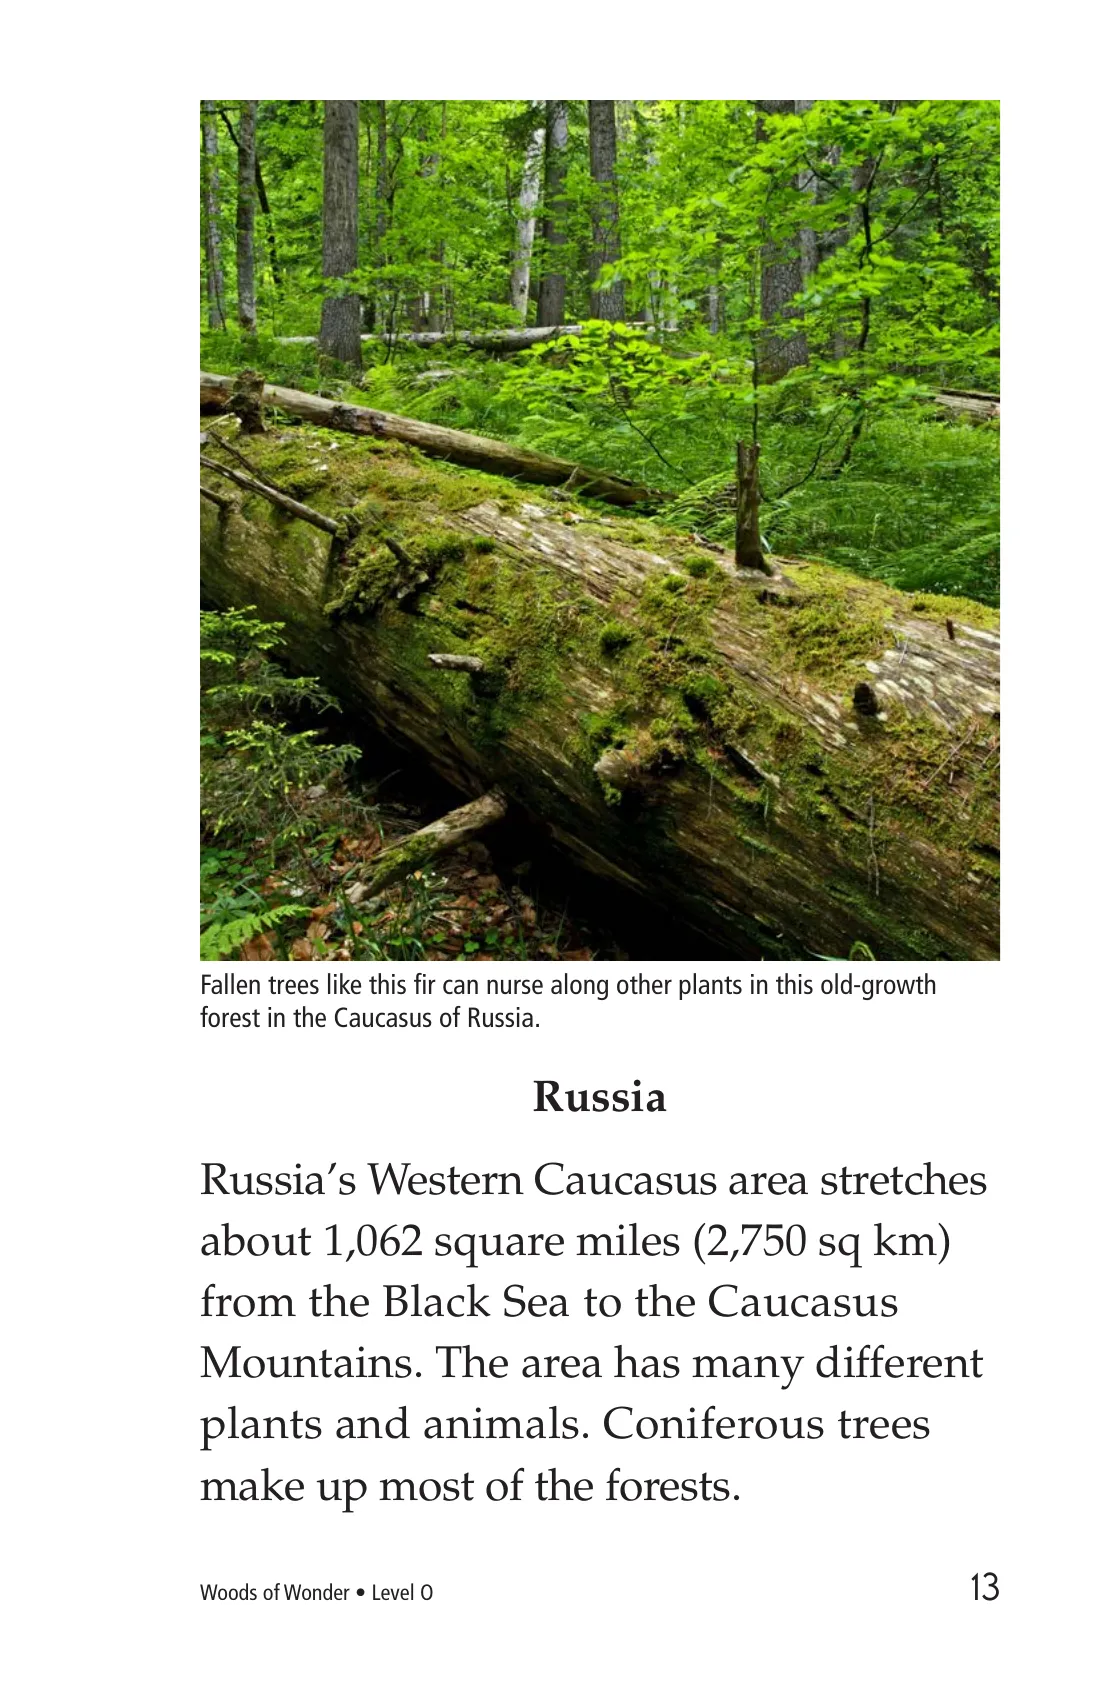 Fallen trees like this fir can nurse along other plants in this old-growth
forest in the Caucasus of Russia.
Russia
Russia’s Western Caucasus area stretches
about 1,062 square miles (2,750 sq km)
from the Black Sea to the Caucasus
Mountains. The area has many different
plants and animals. Coniferous trees
make up most of the forests.
Woods of Wonder • Level O
13